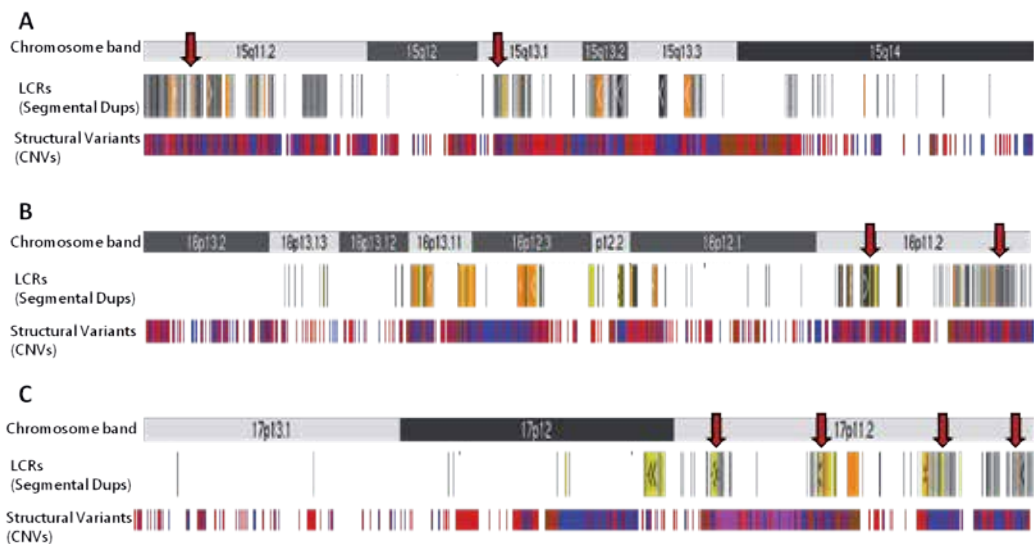 A
Chromosome band 15q11.2 15q12 15q13.1 15q13.2 15q13.3 15q14
LCRs
(Segmental Dups)
Structural Variants
(CNVs)
B
Chromosome band 16p13.2 16p13.13 16p13.12 16p13.11 16p12.3 p12.2 16p12.1 16p11.2
LCRs
(Segmental Dups)
Structural Variants
(CNVs)
C
Chromosome band 17p13.1 17p12 17p11.2
LCRs
(Segmental Dups)
Structural Variants
(CNVs)